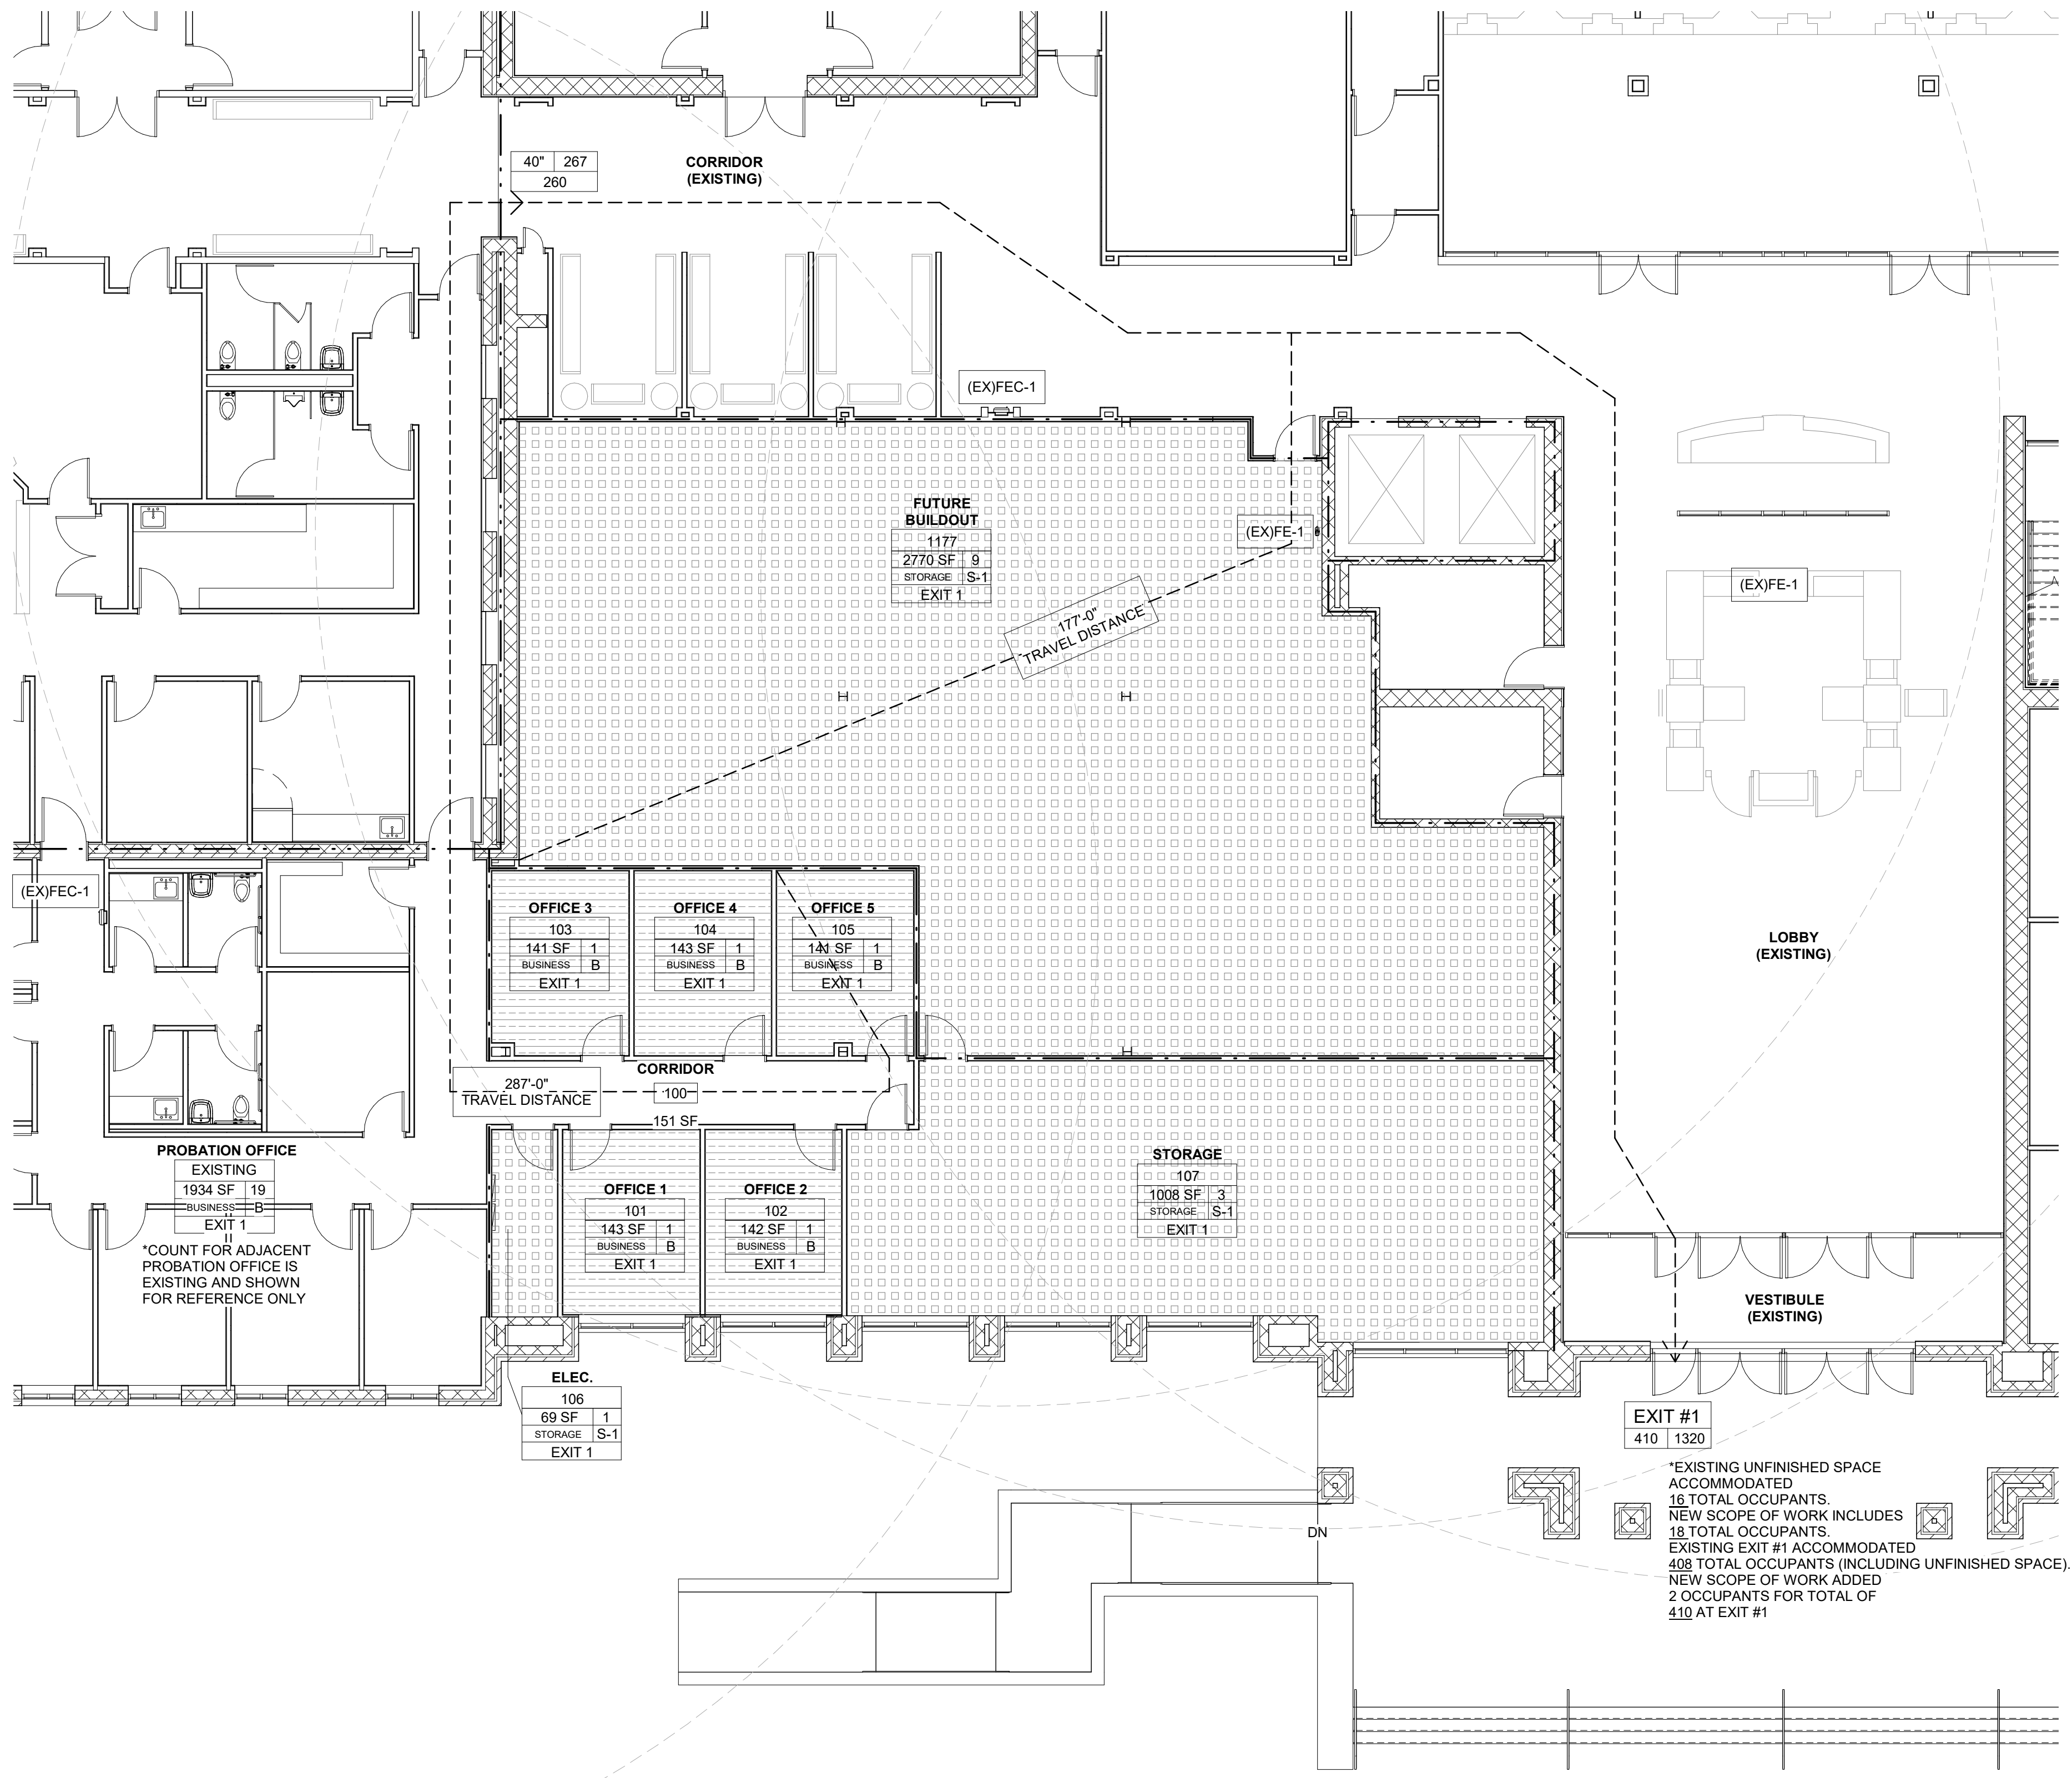 40" 267
260
CORRIDOR
(EXISTING)
(EX)FEC-1
FUTURE
BUILDOUT
1177
2770 SF 9
STORAGE S-1
EXIT 1
(EX)FE-1
(EX)FE-1
177'-0"
TRAVEL DISTANCE
(EX)FEC-1
OFFICE 3
103
141 SF 1
BUSINESS B
EXIT 1
OFFICE 4
104
143 SF 1
BUSINESS B
EXIT 1
OFFICE 5
105
141 SF 1
BUSINESS B
EXIT 1
LOBBY
(EXISTING)
287'-0"
TRAVEL DISTANCE
CORRIDOR
100
151 SF
PROBATION OFFICE
EXISTING
1934 SF 19
BUSINESS B
EXIT 1
*COUNT FOR ADJACENT
PROBATION OFFICE IS
EXISTING AND SHOWN
FOR REFERENCE ONLY
OFFICE 1
101
143 SF 1
BUSINESS B
EXIT 1
OFFICE 2
102
142 SF 1
BUSINESS B
EXIT 1
STORAGE
107
1008 SF 3
STORAGE S-1
EXIT 1
VESTIBULE
(EXISTING)
ELEC.
106
69 SF 1
STORAGE S-1
EXIT 1
EXIT #1
410 1320
*EXISTING UNFINISHED SPACE
ACCOMMODATED
16 TOTAL OCCUPANTS.
NEW SCOPE OF WORK INCLUDES
18 TOTAL OCCUPANTS.
EXISTING EXIT #1 ACCOMMODATED
408 TOTAL OCCUPANTS (INCLUDING UNFINISHED SPACE).
NEW SCOPE OF WORK ADDED
2 OCCUPANTS FOR TOTAL OF
410 AT EXIT #1
DN